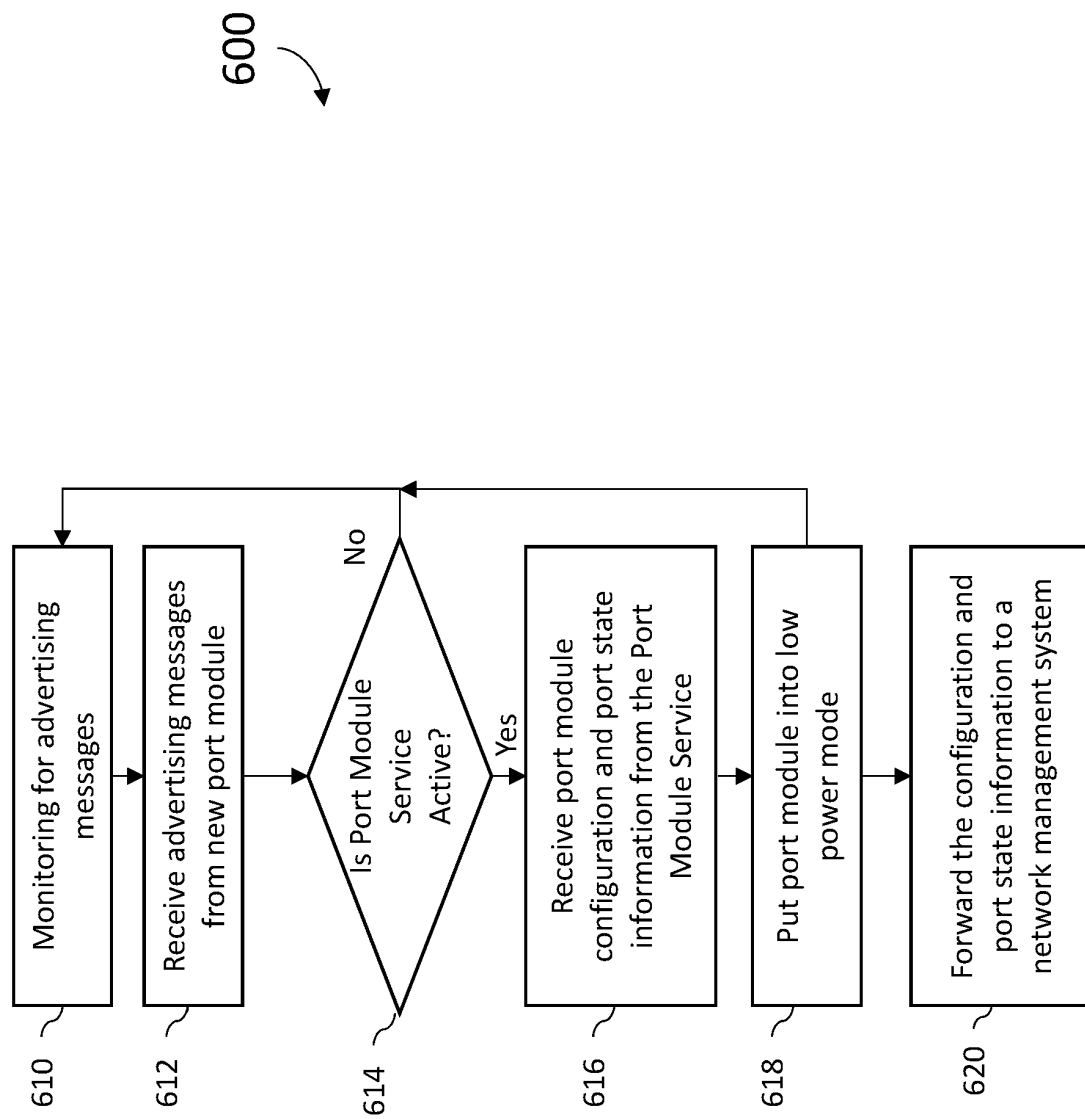 600
610
Monitoring for advertising
messages
612
Receive advertising messages
from new port module
614
Is Port Module
Service
Active?
No
Yes
616
Receive port module
configuration and port state
information from the Port
Module Service
618
Put port module into low
power mode
620
Forward the configuration and
port state information to a
network management system